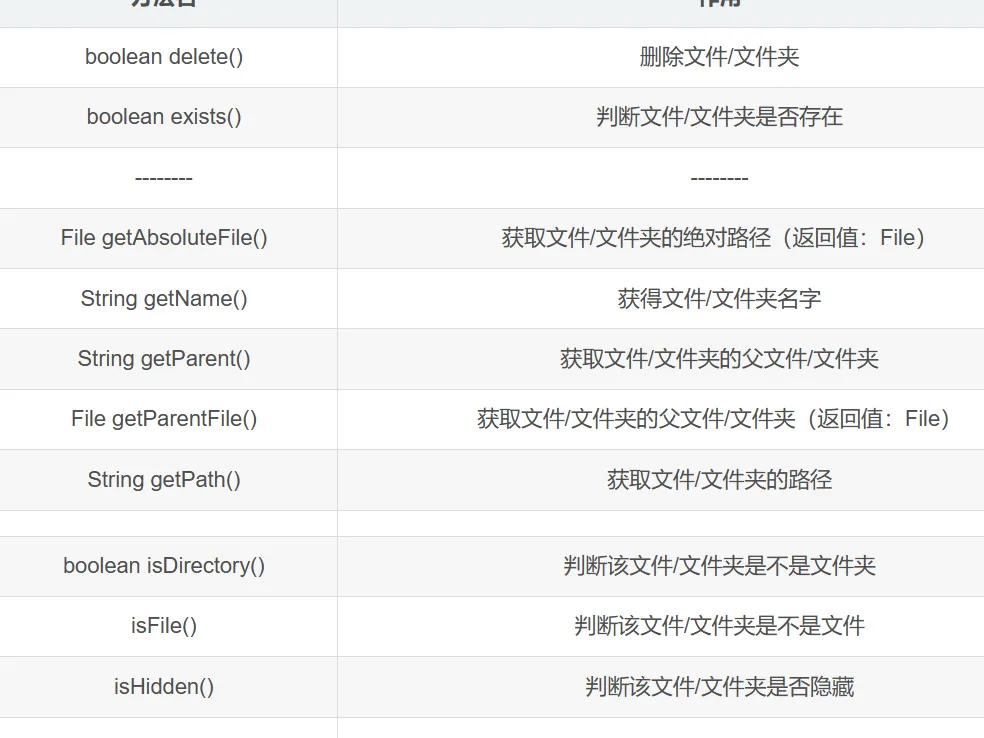 方法名 作用
boolean delete() 删除文件/文件夹
boolean exists() 判断文件/文件夹是否存在
-------- --------
File getAbsoluteFile() 获取文件/文件夹的绝对路径（返回值：File）
String getName() 获得文件/文件夹名字
String getParent() 获取文件/文件夹的父文件/文件夹
File getParentFile() 获取文件/文件夹的父文件/文件夹（返回值：File）
String getPath() 获取文件/文件夹的路径
boolean isDirectory() 判断该文件/文件夹是不是文件夹
isFile() 判断该文件/文件夹是不是文件
isHidden() 判断该文件/文件夹是否隐藏